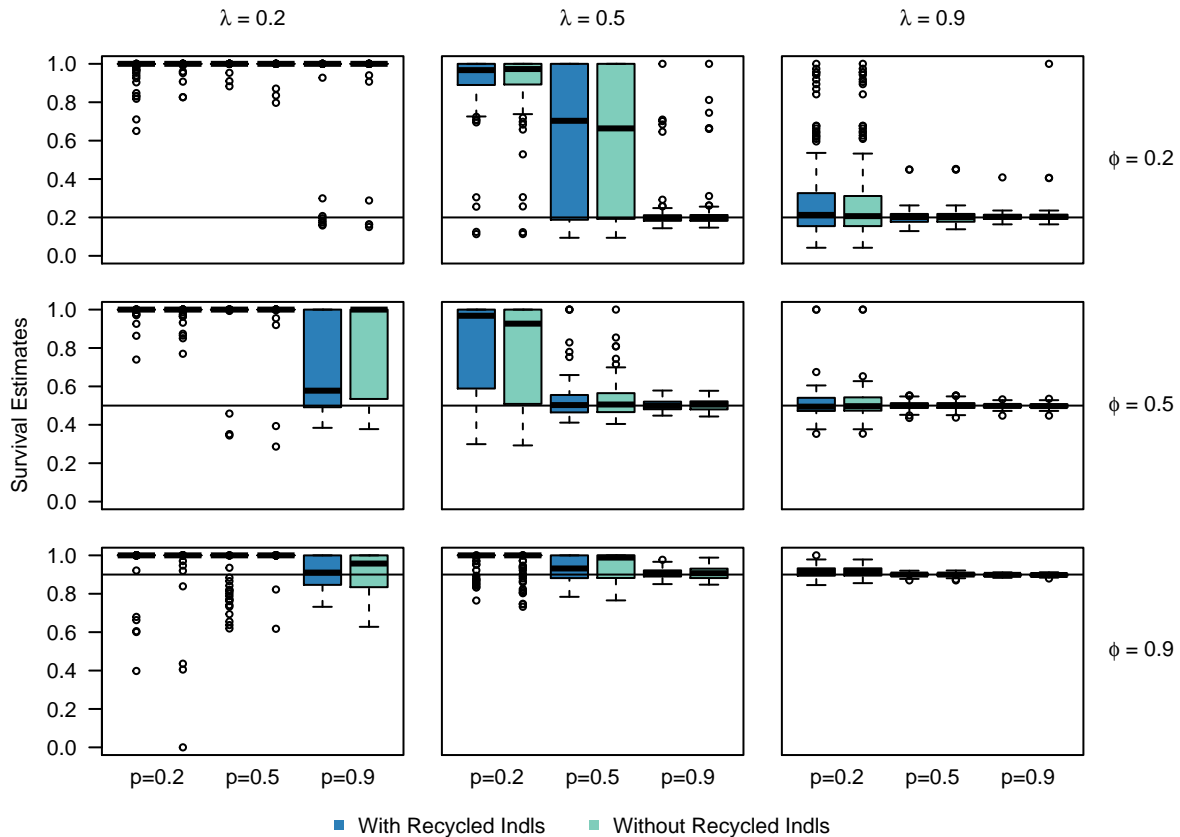 λ = 0.2 λ = 0.5 λ = 0.9
Survival Estimates
1.0
0.8
0.6
0.4
0.2
0.0
ϕ = 0.2
1.0
0.8
0.6
0.4
0.2
0.0
ϕ = 0.5
1.0
0.8
0.6
0.4
0.2
0.0
ϕ = 0.9
p=0.2 p=0.5 p=0.9 p=0.2 p=0.5 p=0.9 p=0.2 p=0.5 p=0.9
With Recycled Indls Without Recycled Indls